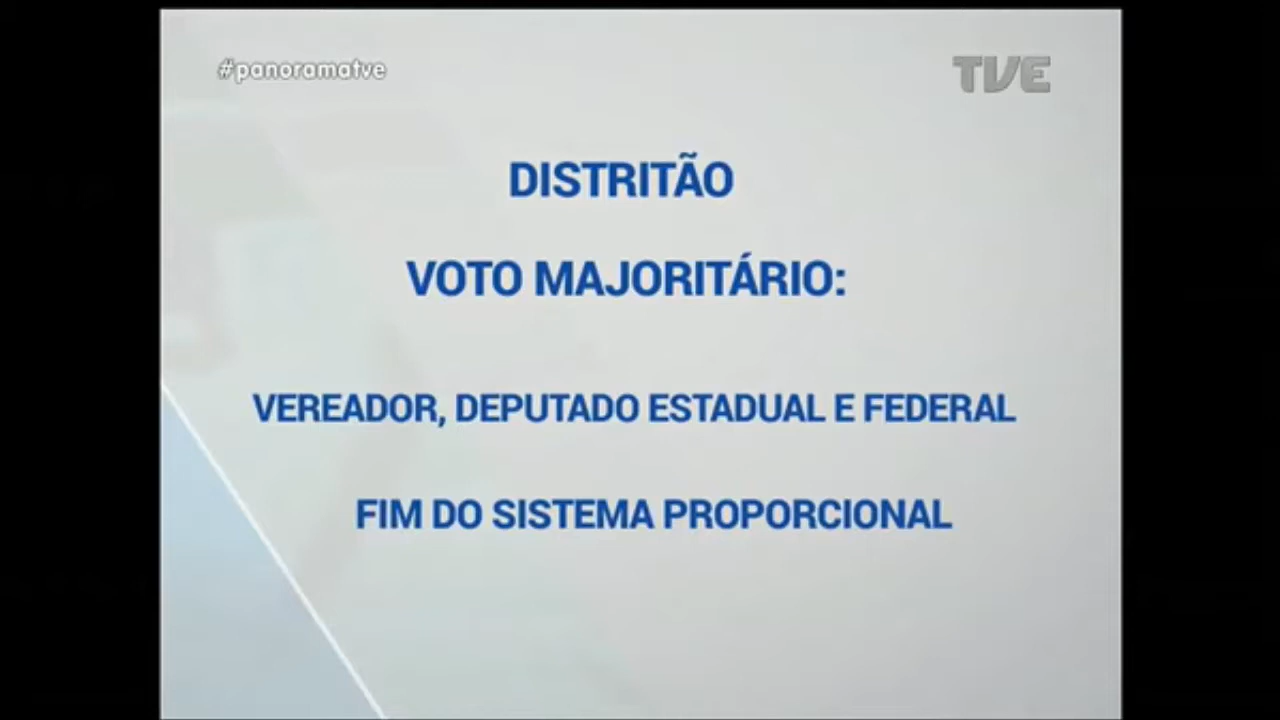 #panoramatve
TVE
DISTRITÃO
VOTO MAJORITÁRIO:
VEREADOR, DEPUTADO ESTADUAL E FEDERAL
FIM DO SISTEMA PROPORCIONAL